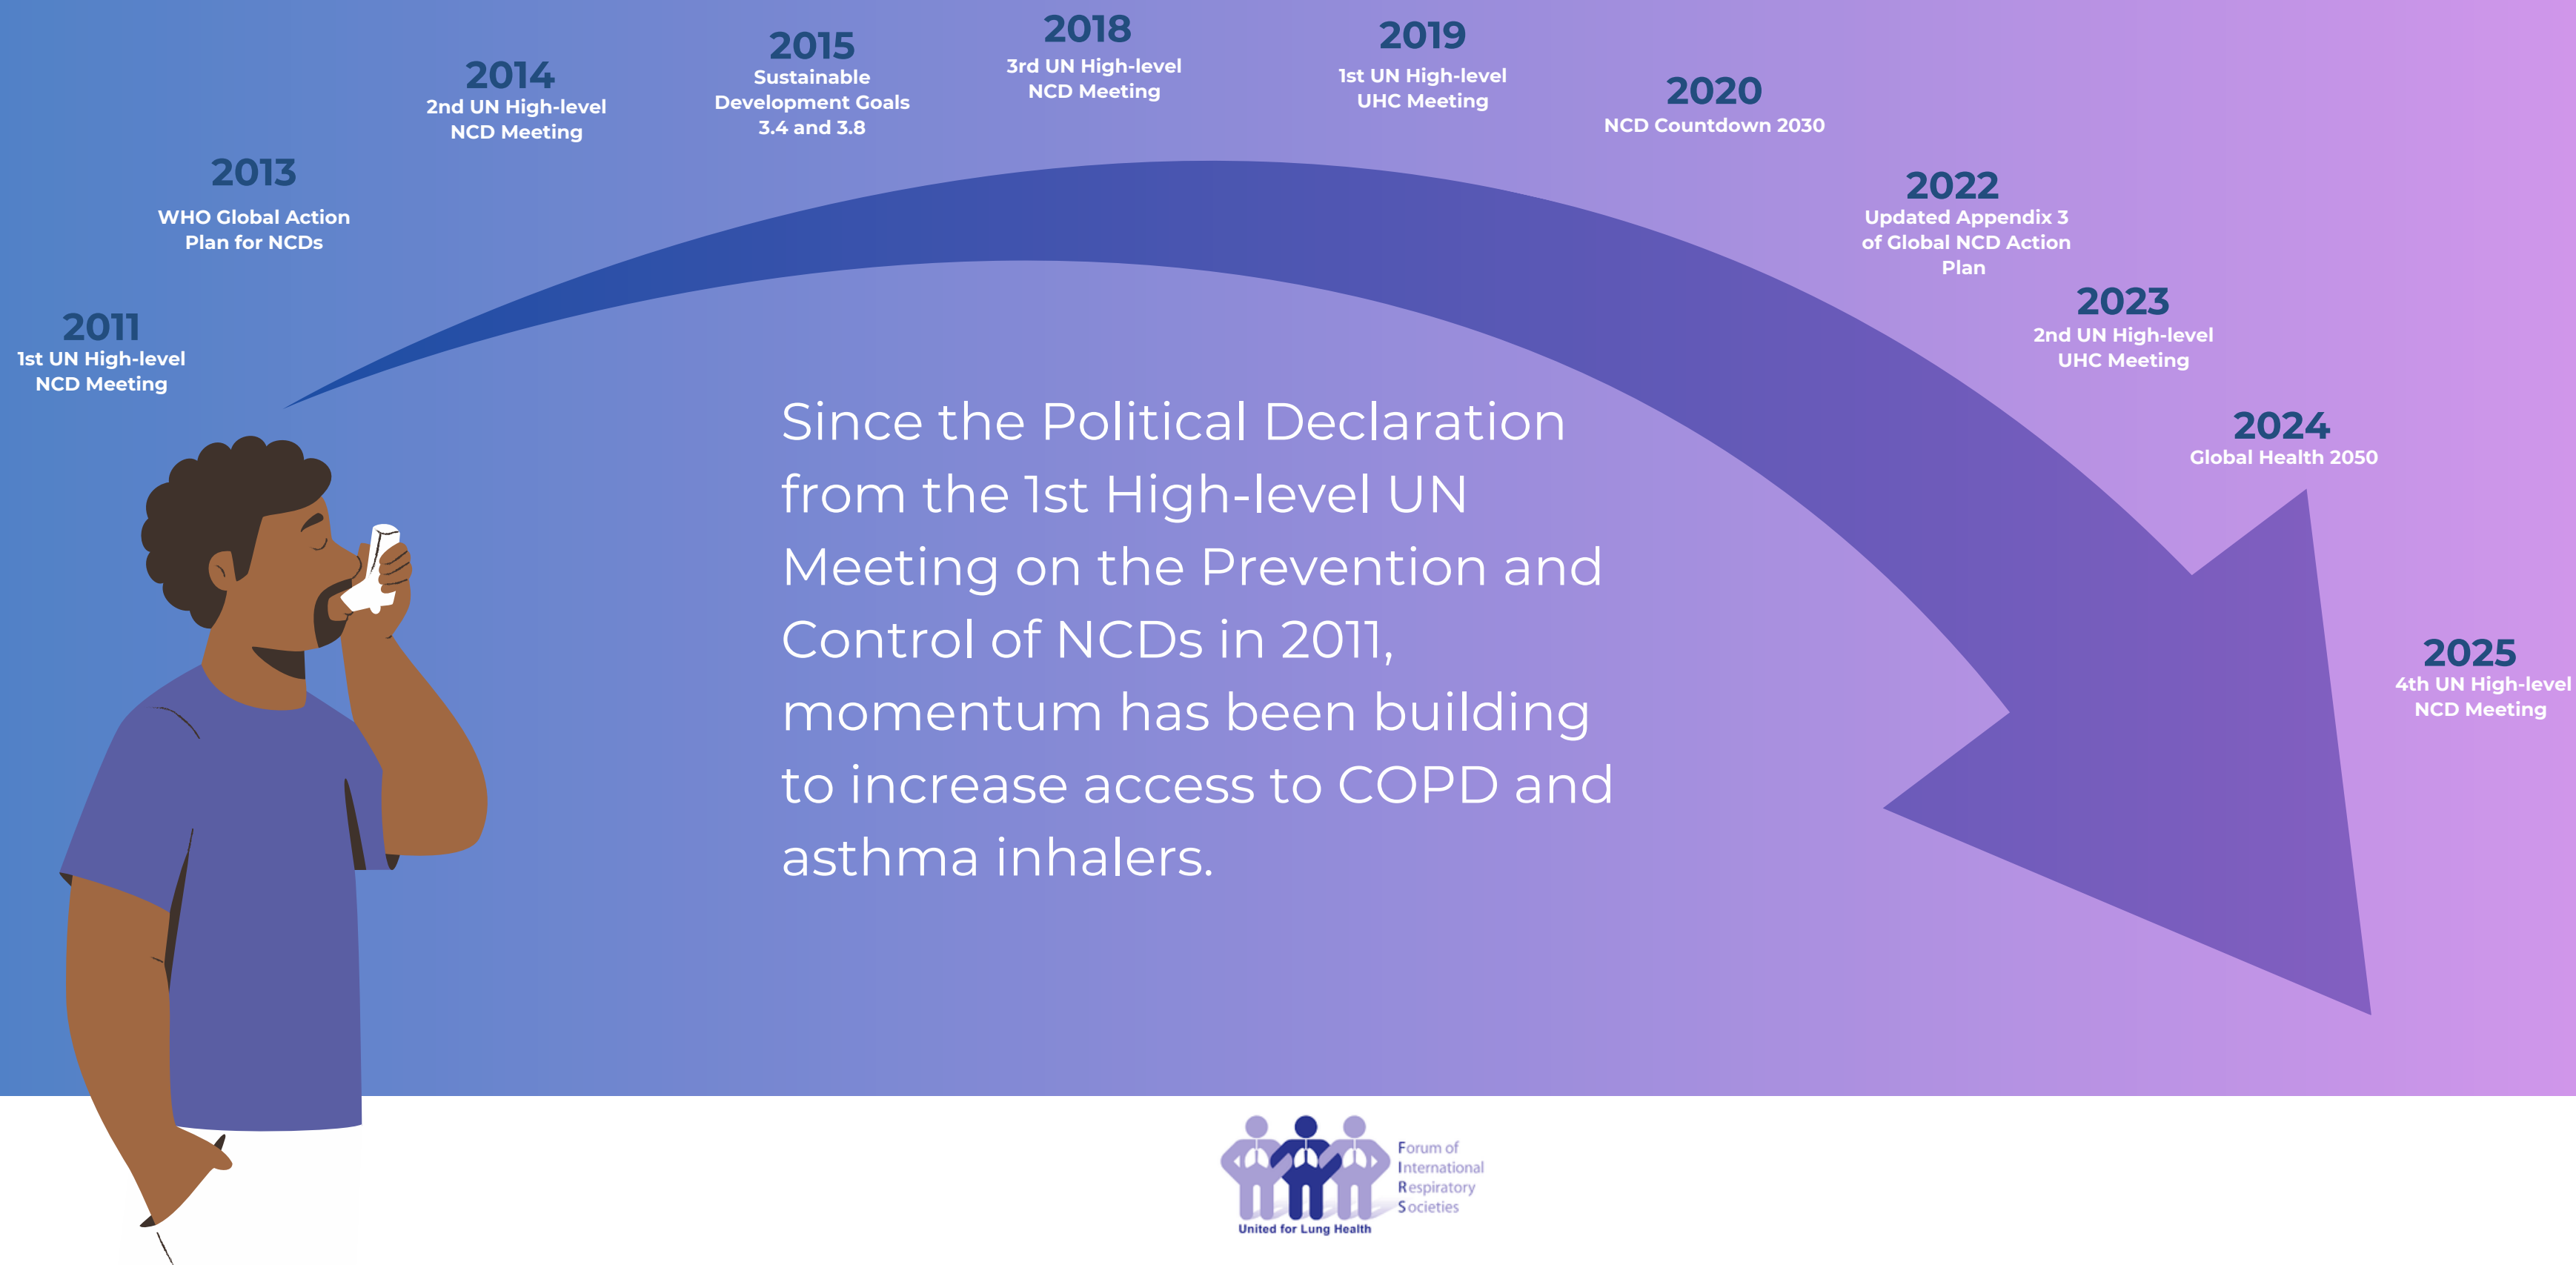 2011
1st UN High-level
NCD Meeting
2013
WHO Global Action
Plan for NCDs
2014
2nd UN High-level
NCD Meeting
2015
Sustainable
Development Goals
3.4 and 3.8
2018
3rd UN High-level
NCD Meeting
2019
1st UN High-level
UHC Meeting
2020
NCD Countdown 2030
2022
Updated Appendix 3
of Global NCD Action
Plan
2023
2nd UN High-level
UHC Meeting
2024
Global Health 2050
2025
4th UN High-level
NCD Meeting
Since the Political Declaration
from the 1st High-level UN
Meeting on the Prevention and
Control of NCDs in 2011,
momentum has been building
to increase access to COPD and
asthma inhalers.
Forum of
International
Respiratory
Societies
United for Lung Health